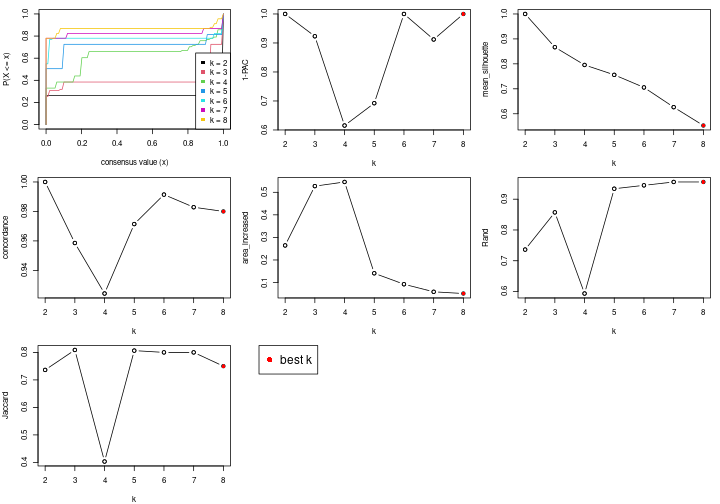 P(X <= x)
0.0 0.2 0.4 0.6 0.8 1.0
k = 2
k = 3
k = 4
k = 5
k = 6
k = 7
k = 8
0.0 0.2 0.4 0.6 0.8 1.0
consensus value (x)
1-PAC
0.6 0.7 0.8 0.9 1.0
2 3 4 5 6 7 8
k
mean_silhouette
0.6 0.7 0.8 0.9 1.0
2 3 4 5 6 7 8
k
concordance
0.94 0.96 0.98 1.00
2 3 4 5 6 7 8
k
area_increased
0.1 0.2 0.3 0.4 0.5
2 3 4 5 6 7 8
k
Rand
0.6 0.7 0.8 0.9
2 3 4 5 6 7 8
k
Jaccard
0.4 0.5 0.6 0.7 0.8
2 3 4 5 6 7 8
k
best k